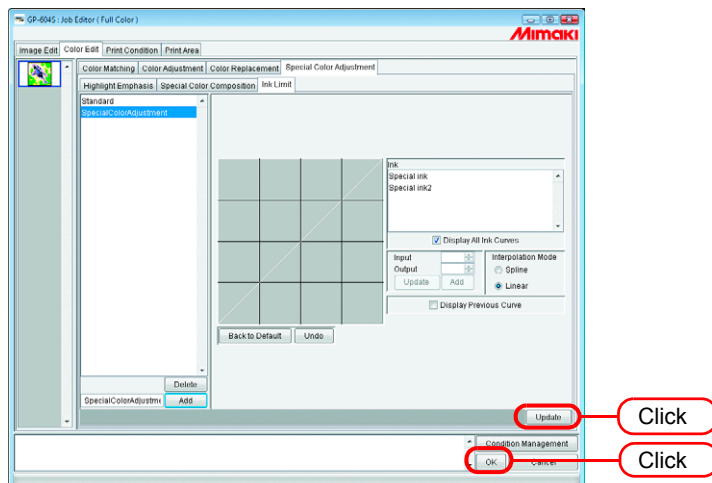 GP-604S : Job Editor ( Full Color )
Mimaki
Image Edit Color Edit Print Condition Print Area
Color Matching Color Adjustment Color Replacement Special Color Adjustment
Highlight Emphasis Special Color Composition Ink Limit
Standard
SpecialColorAdjustment
Ink
Special ink
Special ink2
Display All Ink Curves
Input
Output
Update Add
Interpolation Mode
Spline
Linear
Display Previous Curve
Back to Default Undo
Delete
SpecialColorAdjustm Add
Update
Click
Condition Management
OK Cancel
Click